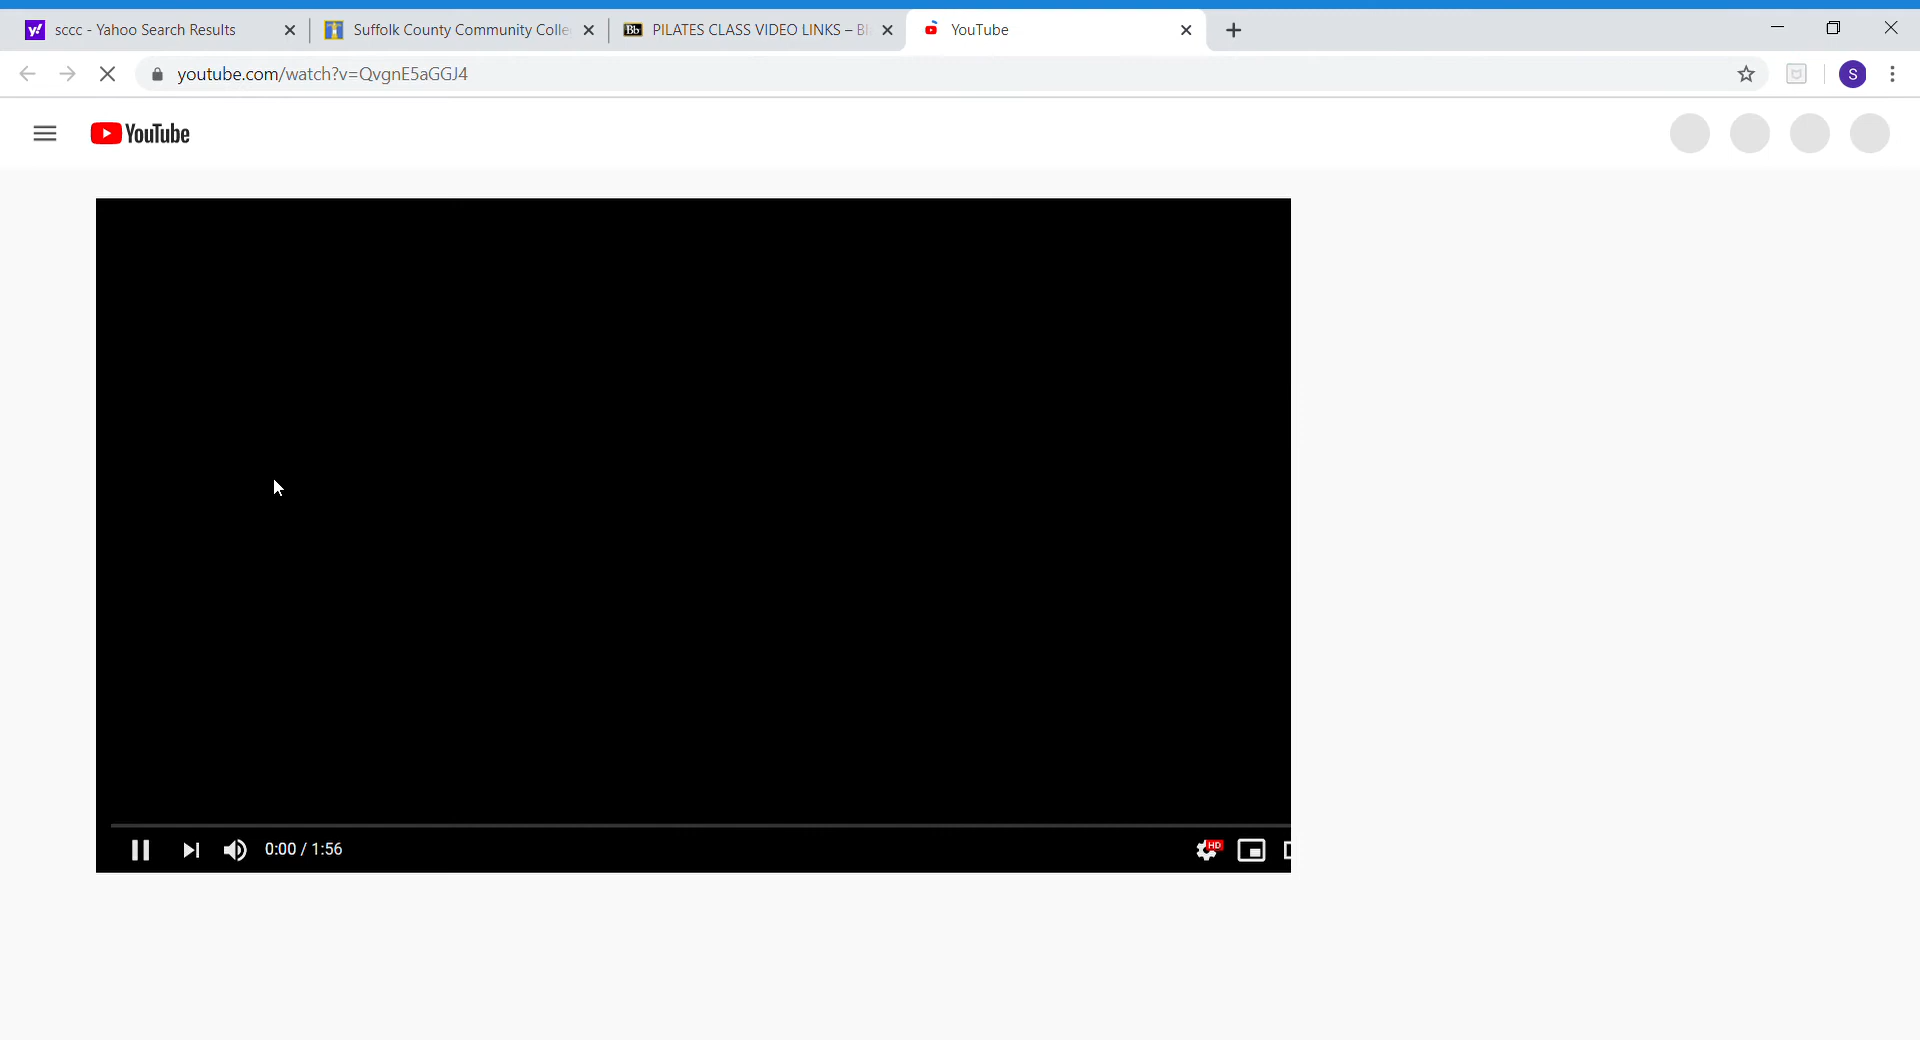 y! sccc - Yahoo Search Results
Suffolk County Community Colle
Bb PILATES CLASS VIDEO LINKS – Bl
YouTube
youtube.com/watch?v=QvgnE5aGGJ4
S
YouTube
0:00 / 1:56
HD